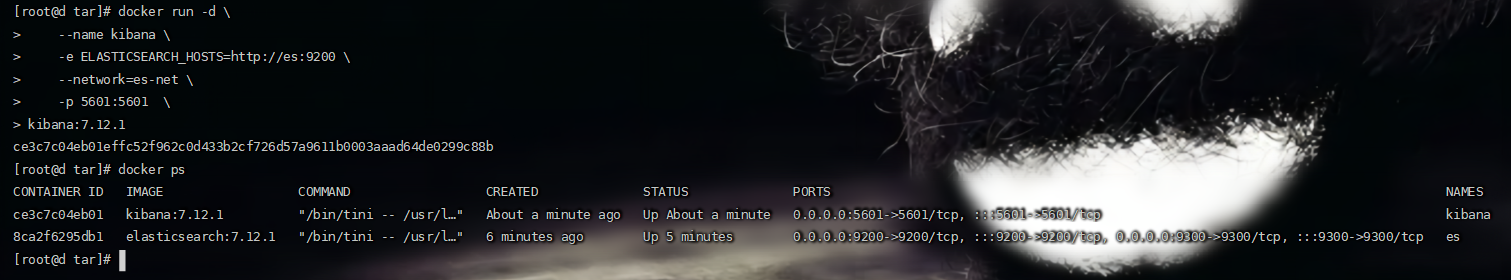 [root@d tar]# docker run -d \
>     --name kibana \
>     -e ELASTICSEARCH_HOSTS=http://es:9200 \
>     --network=es-net \
>     -p 5601:5601  \
> kibana:7.12.1
ce3c7c04eb01effc52f962c0d433b2cf726d57a9611b0003aaad64de0299c88b
[root@d tar]# docker ps
CONTAINER ID   IMAGE                  COMMAND                  CREATED              STATUS              PORTS                                                                                  NAMES
ce3c7c04eb01   kibana:7.12.1          "/bin/tini -- /usr/l…"   About a minute ago   Up About a minute   0.0.0.0:5601->5601/tcp, :::5601->5601/tcp                                              kibana
8ca2f6295db1   elasticsearch:7.12.1   "/bin/tini -- /usr/l…"   6 minutes ago        Up 5 minutes        0.0.0.0:9200->9200/tcp, :::9200->9200/tcp, 0.0.0.0:9300->9300/tcp, :::9300->9300/tcp   es
[root@d tar]#